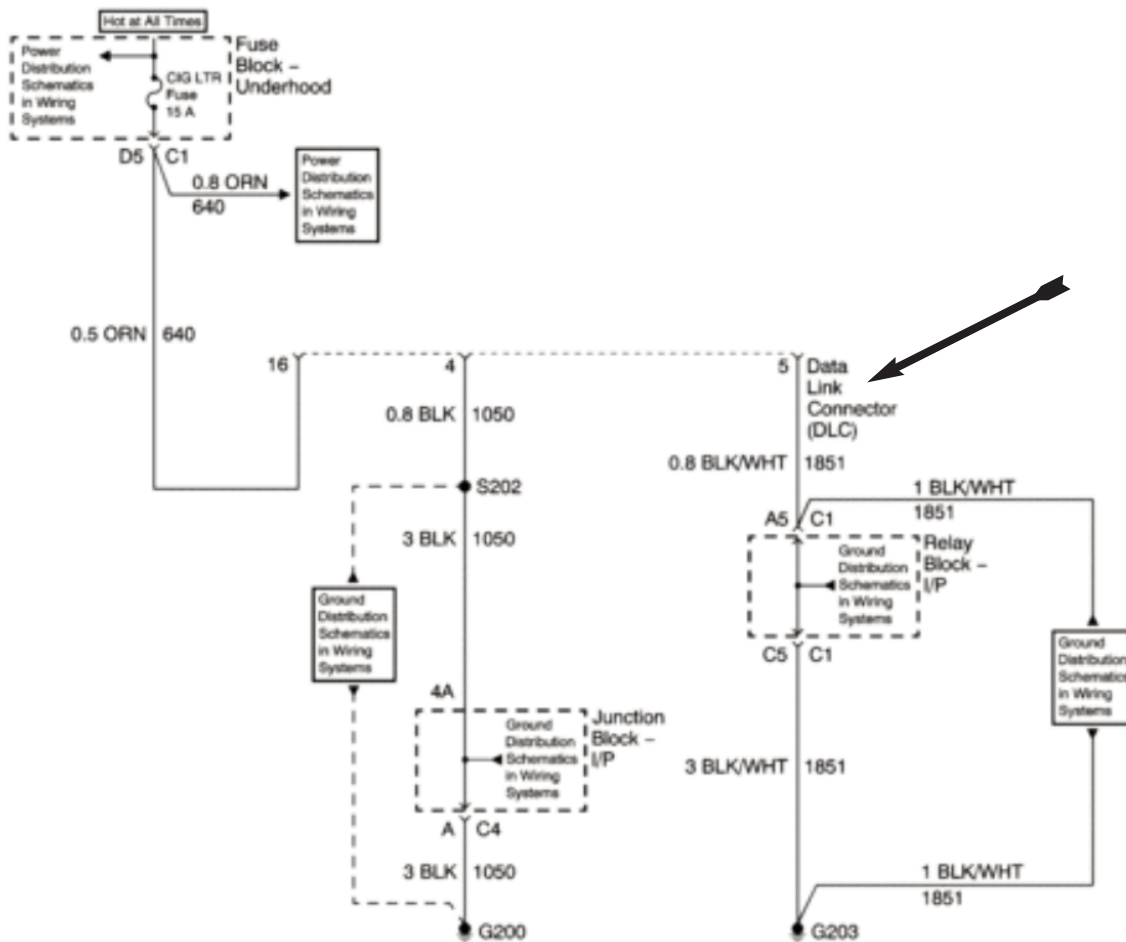 Hot at All Times
Power
Distribution
Schematics
in Wiring
Systems
CIG LTR
Fuse
15 A
Fuse
Block –
Underhood
D5 C1
0.8 ORN
640
Power
Distribution
Schematics
in Wiring
Systems
0.5 ORN 640
16
4
5
Data
Link
Connector
(DLC)
0.8 BLK 1050
0.8 BLK/WHT 1851
S202
1 BLK/WHT
1851
A5 C1
3 BLK 1050
Ground
Distribution
Schematics
in Wiring
Systems
Relay
Block –
I/P
Ground
Distribution
Schematics
in Wiring
Systems
Ground
Distribution
Schematics
in Wiring
Systems
C5 C1
4A
Ground
Distribution
Schematics
in Wiring
Systems
Junction
Block –
I/P
3 BLK/WHT 1851
A C4
3 BLK 1050
1 BLK/WHT
1851
G200
G203